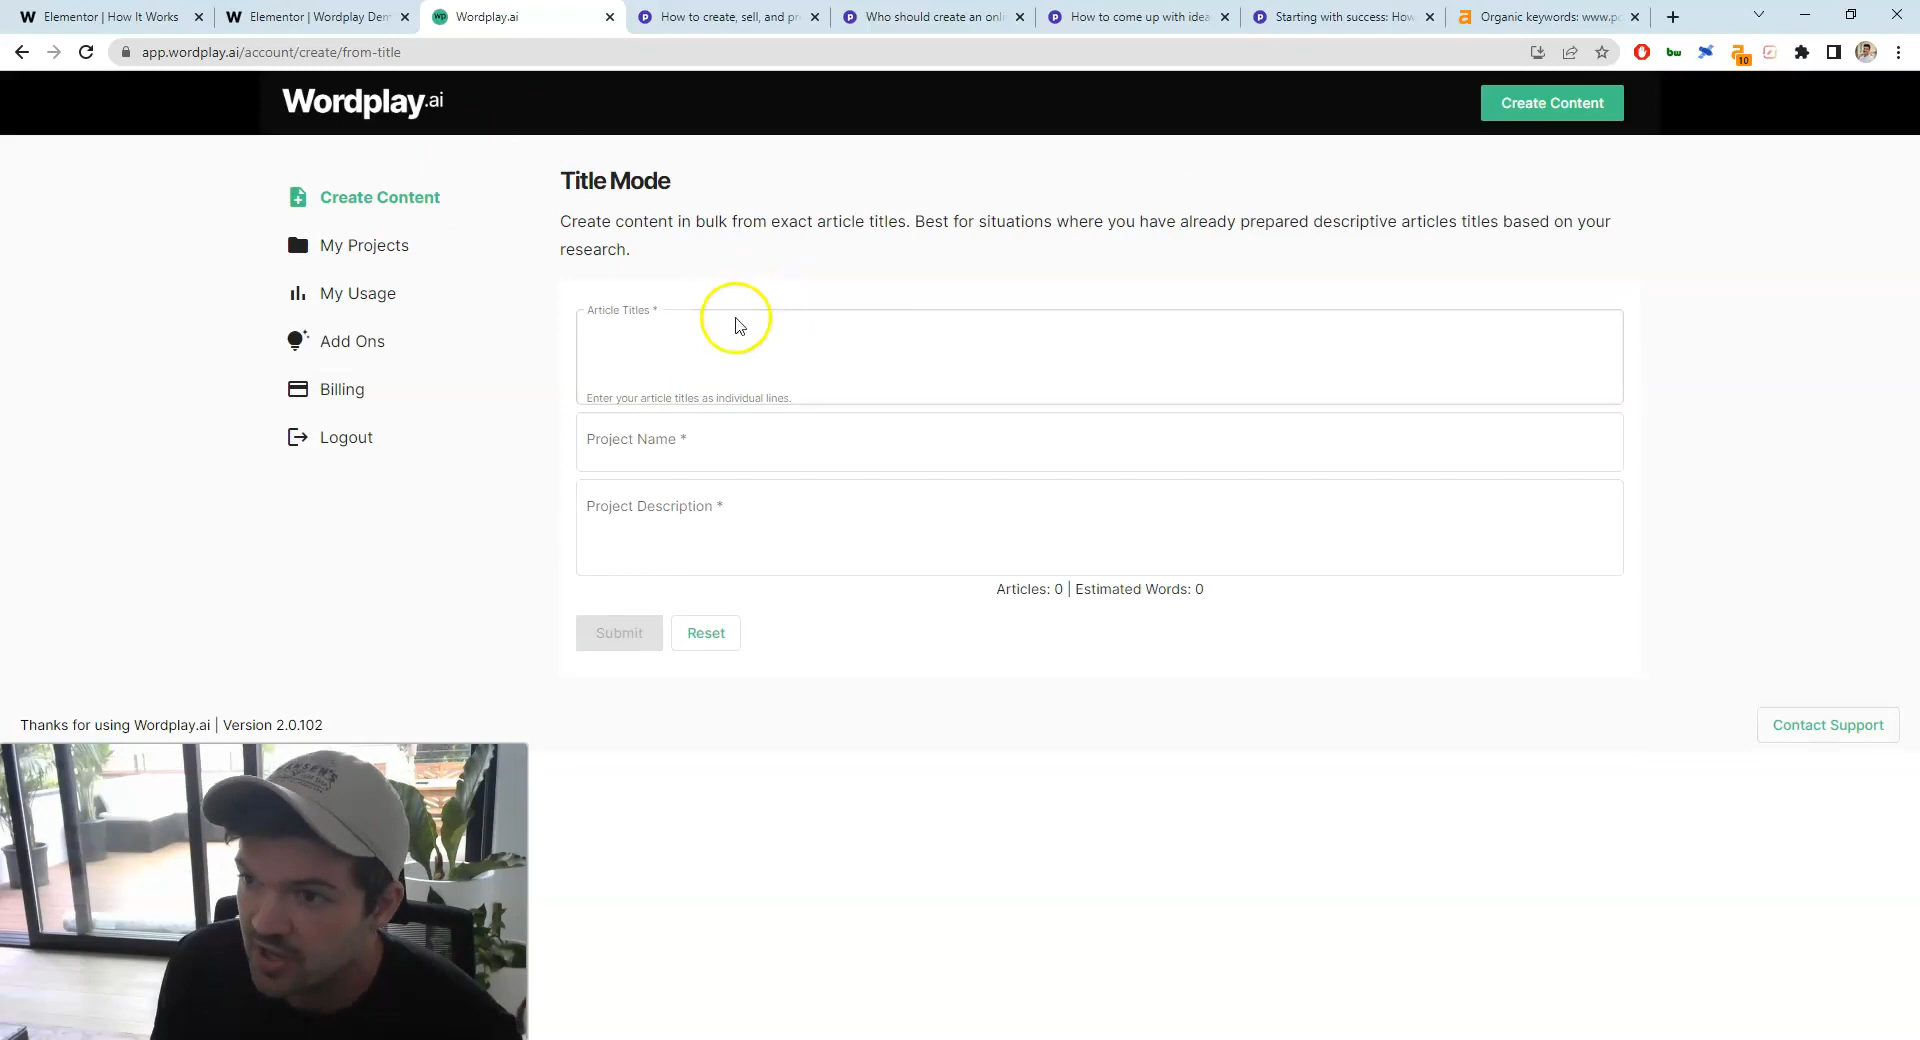 Elementor | How It Works
Elementor | Wordplay Dem
Wordplay.ai
How to create, sell, and pr
Who should create an onli
How to come up with idea
Starting with success: How
Organic keywords: www.po
app.wordplay.ai/account/create/from-title
bw
10
Wordplay.ai
Create Content
Create Content
My Projects
My Usage
Add Ons
Billing
Logout
Title Mode
Create content in bulk from exact article titles. Best for situations where you have already prepared descriptive articles titles based on your
research.
Article Titles *
Enter your article titles as individual lines.
Project Name *
Project Description *
Articles: 0 | Estimated Words: 0
Submit
Reset
Thanks for using Wordplay.ai | Version 2.0.102
Contact Support